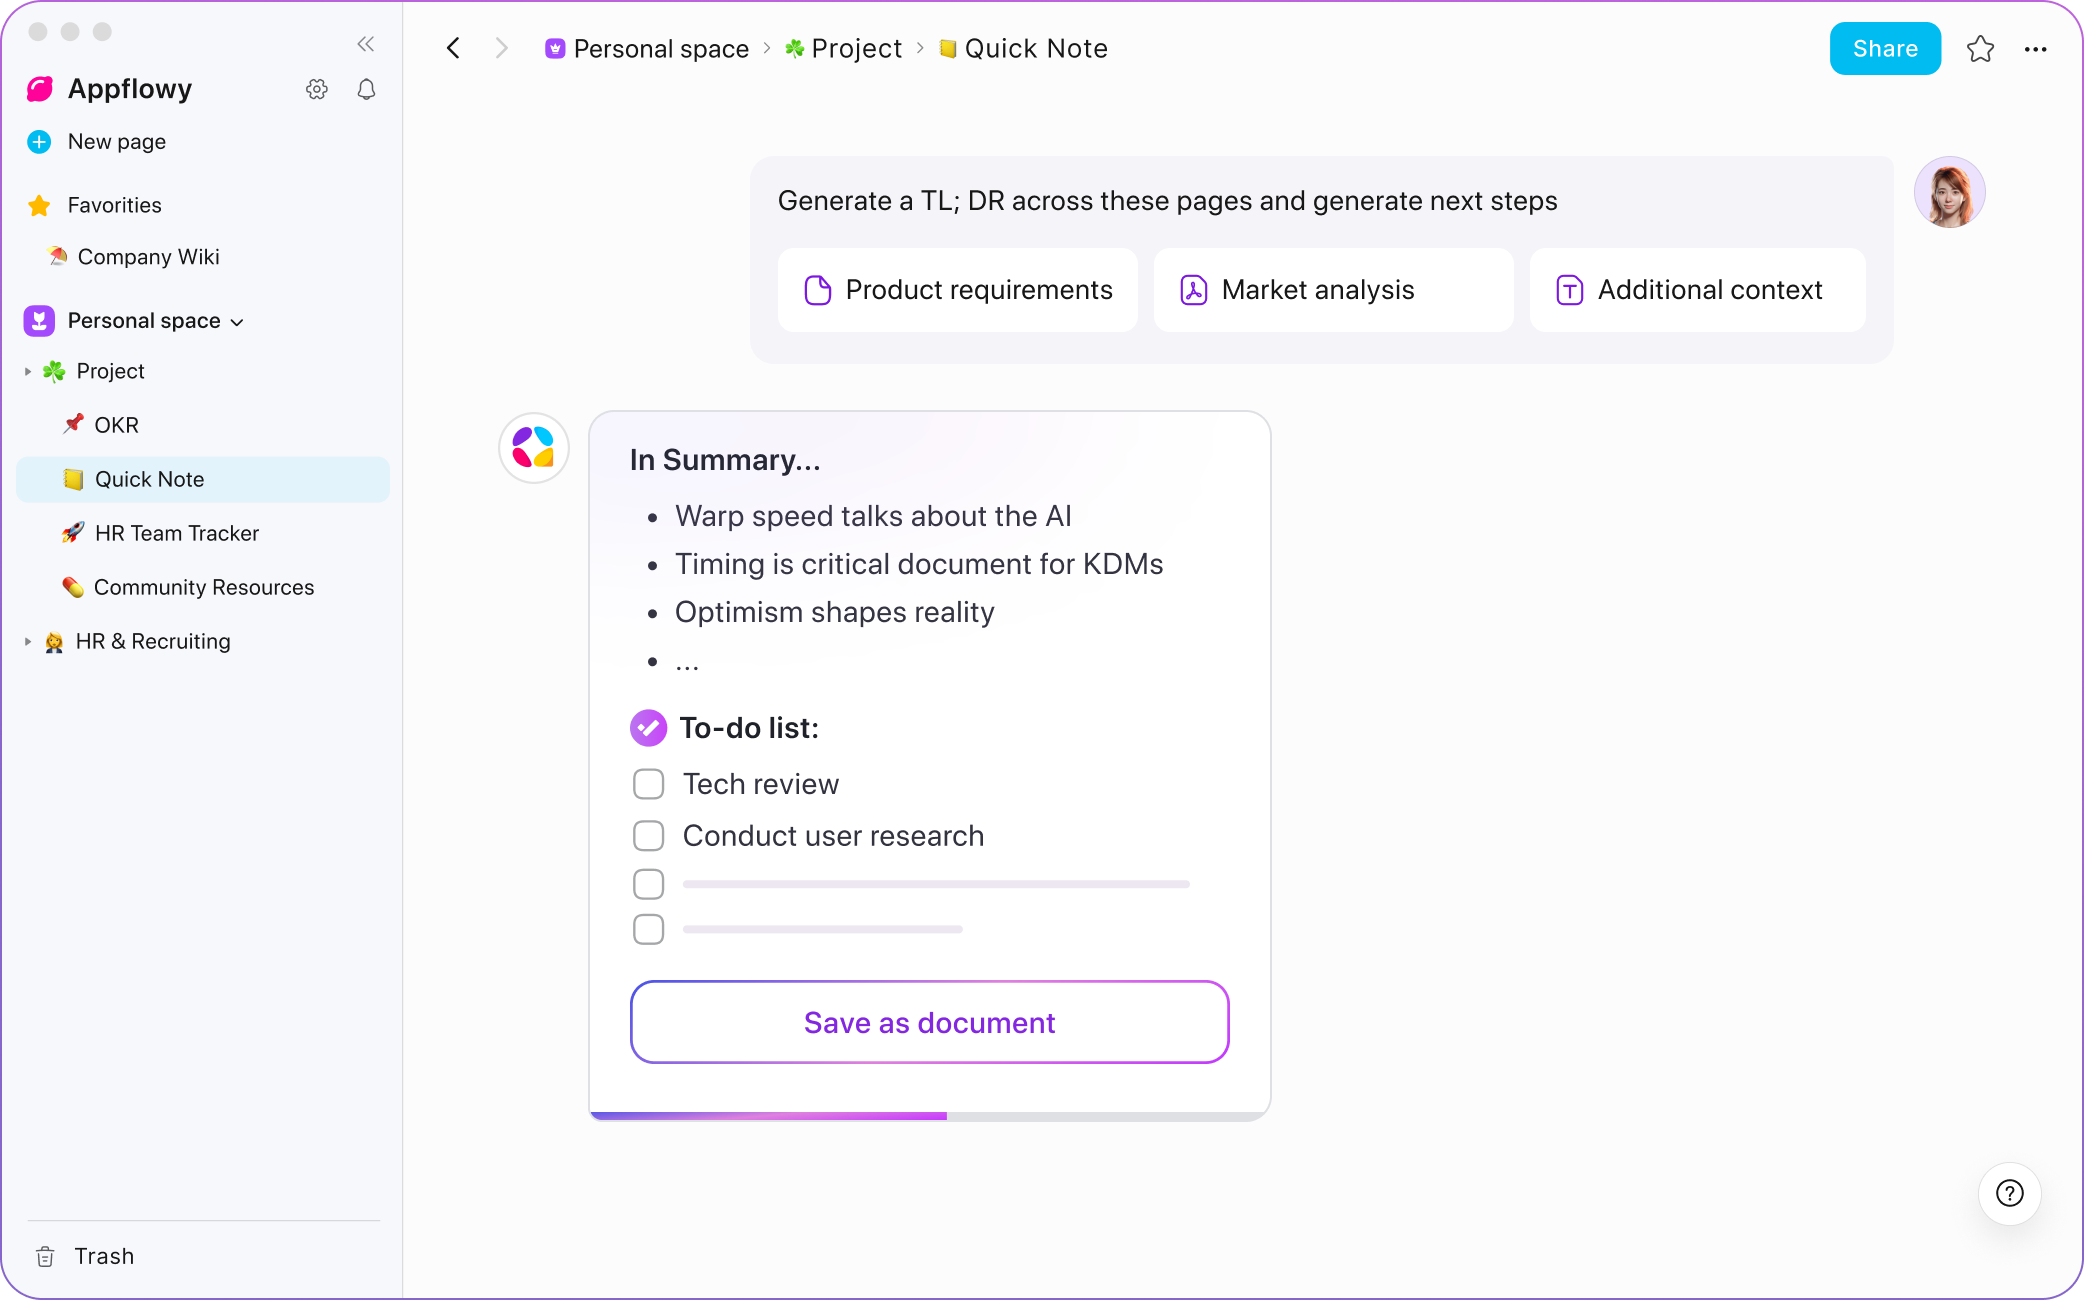 Appflowy
New page
Favorites
Company Wiki
Personal space
Project
OKR
Quick Note
HR Team Tracker
Community Resources
HR & Recruiting
Trash
Personal space > Project > Quick Note
Share
Generate a TL; DR across these pages and generate next steps
Product requirements
Market analysis
Additional context
In Summary...
• Warp speed talks about the AI
• Timing is critical document for KDMs
• Optimism shapes reality
• ...
To-do list:
Tech review
Conduct user research
Save as document